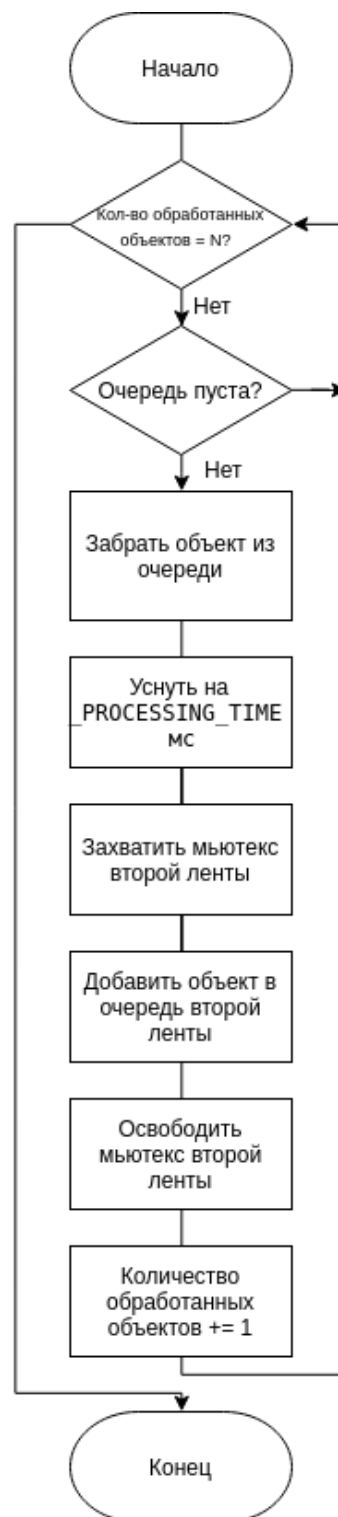 Начало
Кол-во обработанных
объектов = N?
Нет
Очередь пуста?
Нет
Забрать объект из
очереди
Уснуть на
_PROCESSING_TIME
мс
Захватить мьютекс
второй ленты
Добавить объект в
очередь второй
ленты
Освободить
мьютекс второй
ленты
Количество
обработанных
объектов += 1
Конец